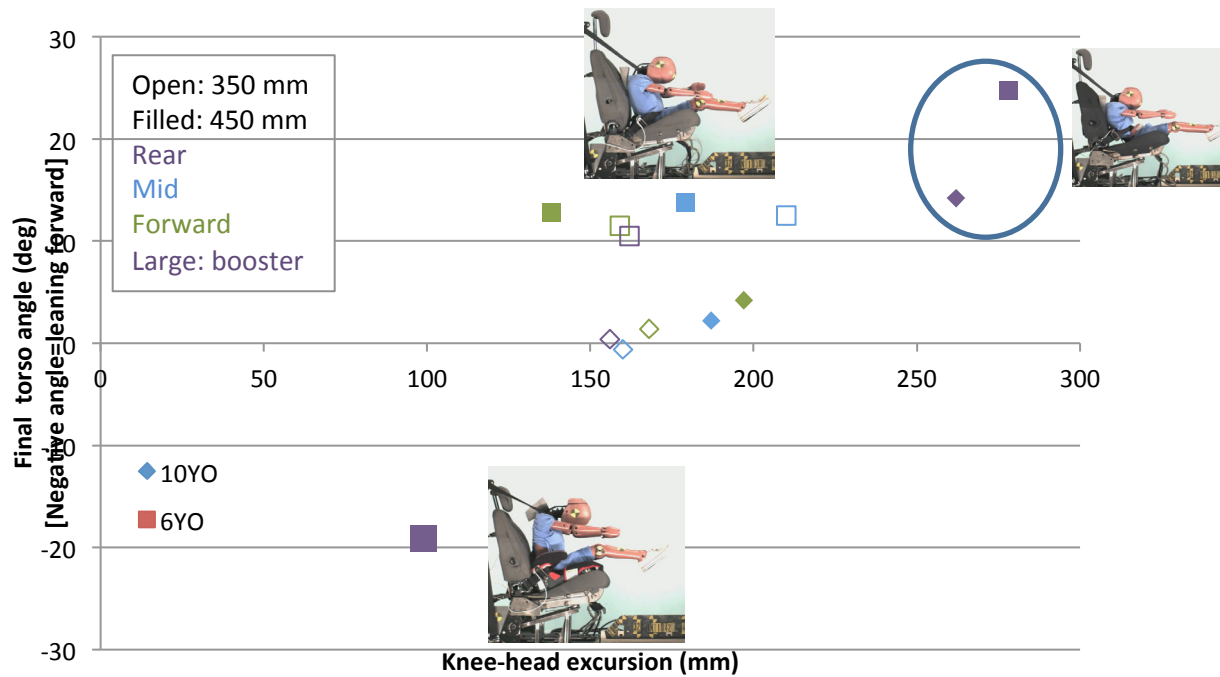 30
20
10
0
-10
-20
-30
0
50
100
150
200
250
300
Open: 350 mm
Filled: 450 mm
Rear
Mid
Forward
Large: booster
10YO
6YO
Final torso angle (deg)
[Negative angle=leaning forward]
Knee-head excursion (mm)